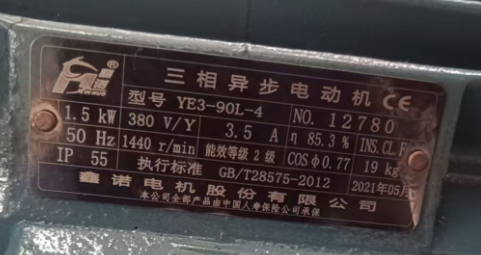 三相异步电动机 CE
型号 YE3-90L-4 NO. 12780
1.5 kW 380 V/Y 3.5 A η 85.3% INS.CL F
50 Hz 1440 r/min 能效等级 2 级 COSφ0.77 19 kg
IP 55 执行标准 GB/T28575-2012 2021年05月
鑫诺电机股份有限公司
本公司全部产品由中国人寿保险公司承保